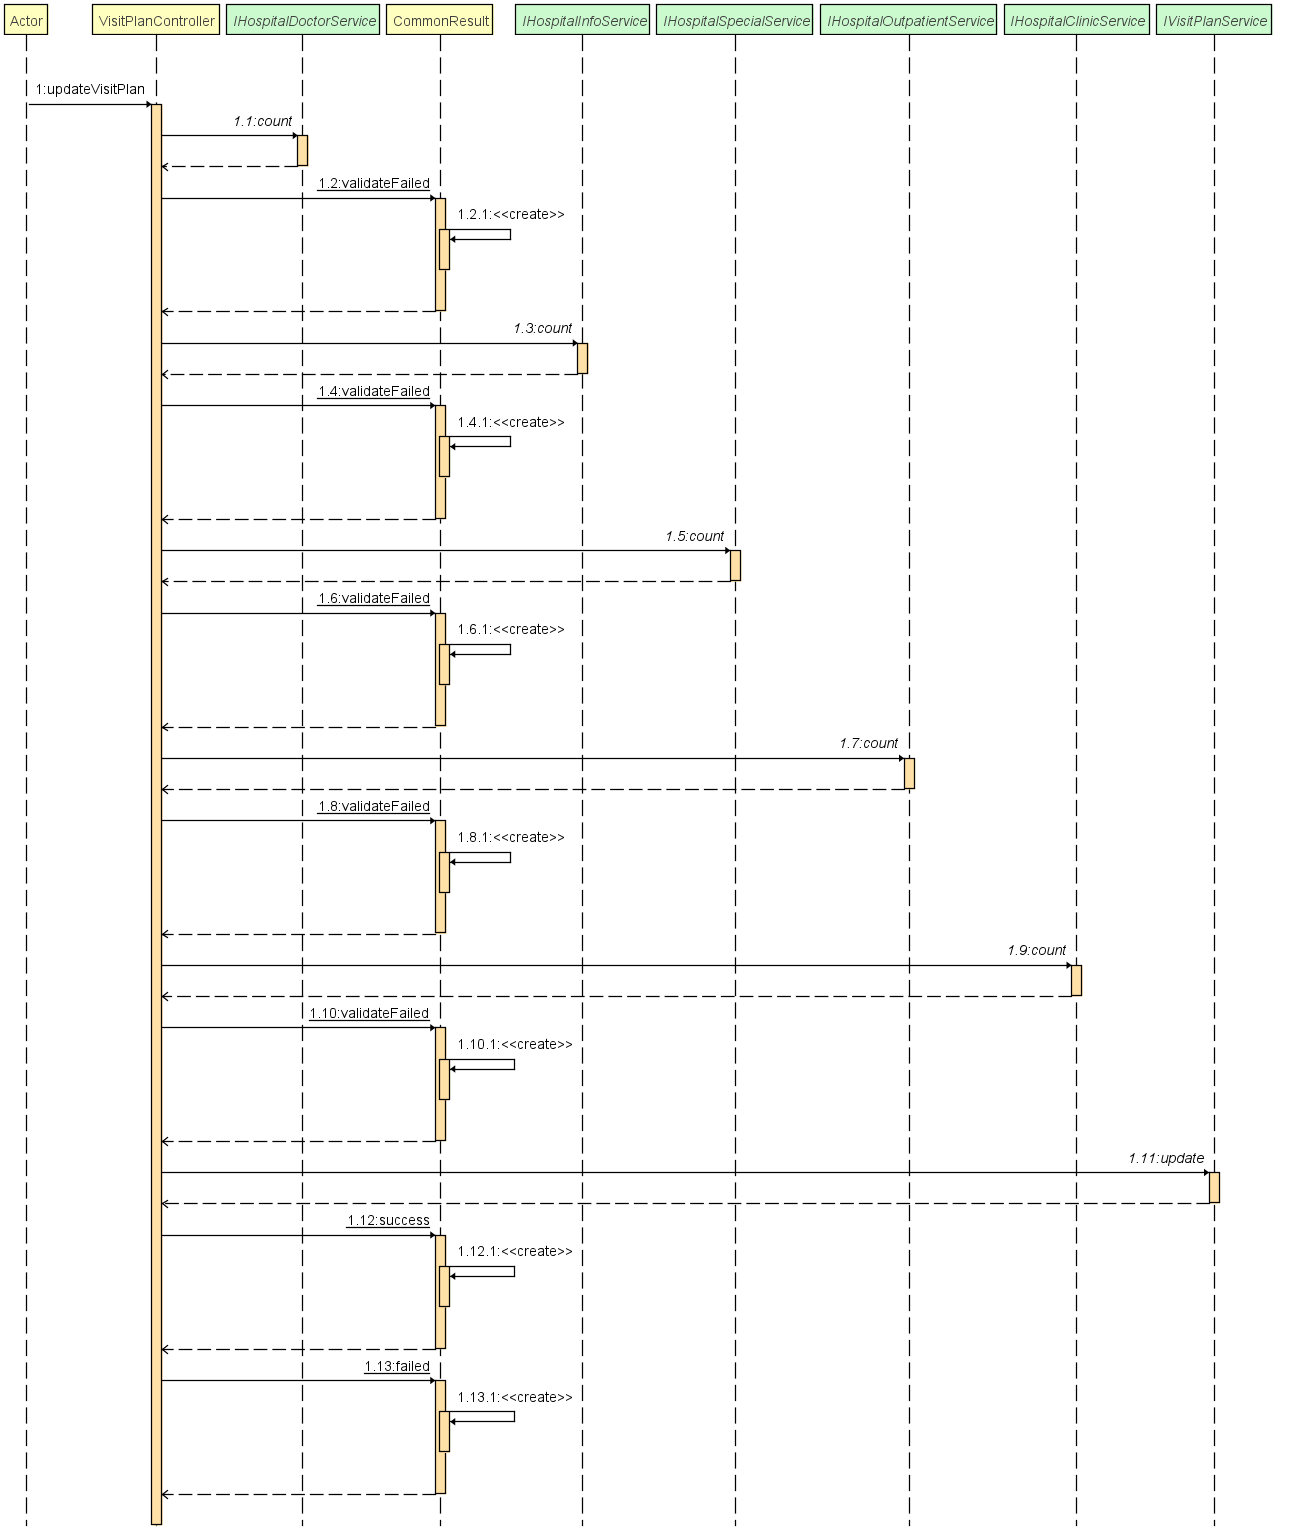 Actor
VisitPlanController
IHospitalDoctorService
CommonResult
IHospitalInfoService
IHospitalSpecialService
IHospitalOutpatientService
IHospitalClinicService
IVisitPlanService
1:updateVisitPlan
1.1:count
1.2:validateFailed
1.2.1:<<create>>
1.3:count
1.4:validateFailed
1.4.1:<<create>>
1.5:count
1.6:validateFailed
1.6.1:<<create>>
1.7:count
1.8:validateFailed
1.8.1:<<create>>
1.9:count
1.10:validateFailed
1.10.1:<<create>>
1.11:update
1.12:success
1.12.1:<<create>>
1.13:failed
1.13.1:<<create>>